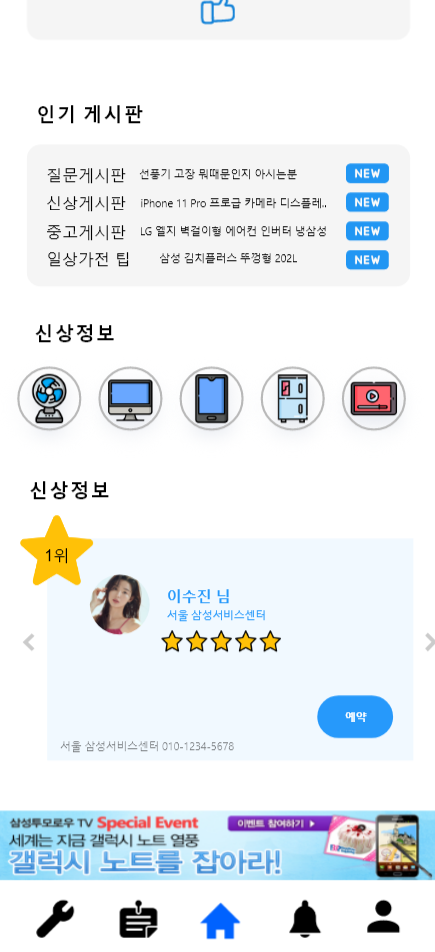 인기 게시판
질문게시판 선풍기 고장 뭐때문인지 아시는분 NEW
신상게시판 iPhone 11 Pro 프로급 카메라 디스플레.. NEW
중고게시판 LG 엘지 벽걸이형 에어컨 인버터 냉삼성 NEW
일상가전 팁 삼성 김치플러스 뚜껑형 202L NEW
신상정보
신상정보
1위
이수진 님
서울 삼성서비스센터
예약
서울 삼성서비스센터 010-1234-5678
삼성투모로우 TV Special Event 이벤트 참여하기
세계는 지금 갤럭시 노트 열풍
갤럭시 노트를 잡아라!